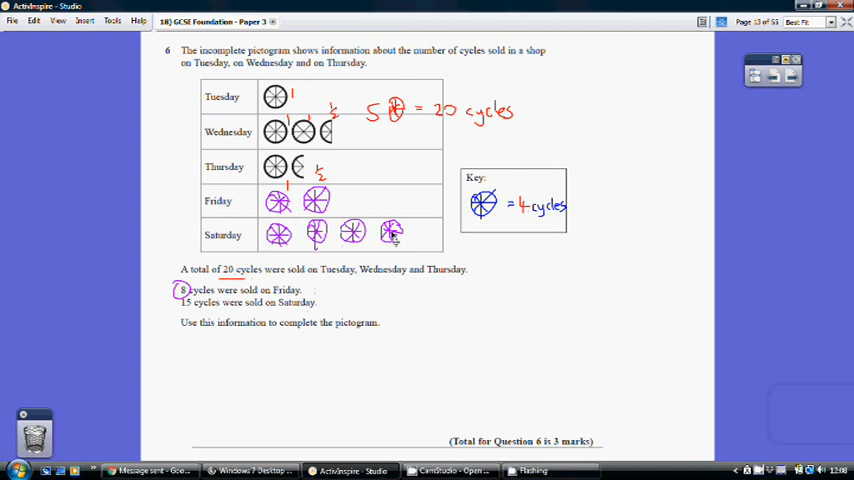 ActivInspire - Studio
File Edit View Insert Tools Help 18) GCSE Foundation - Paper 3 Page 13 of 55 Best Fit
6 The incomplete pictogram shows information about the number of cycles sold in a shop
on Tuesday, on Wednesday and on Thursday.
Tuesday 1
5 = 20 cycles
Wednesday 1 1 1/2
Thursday 1 1/2
Friday
Saturday
Key:
= 4 cycles
A total of 20 cycles were sold on Tuesday, Wednesday and Thursday.
8 cycles were sold on Friday.
15 cycles were sold on Saturday.
Use this information to complete the pictogram.
(Total for Question 6 is 3 marks)
Message sent - Goo... Windows 7 Desktop ... ActivInspire - Studio CamStudio - Open ... Flashing 12:08